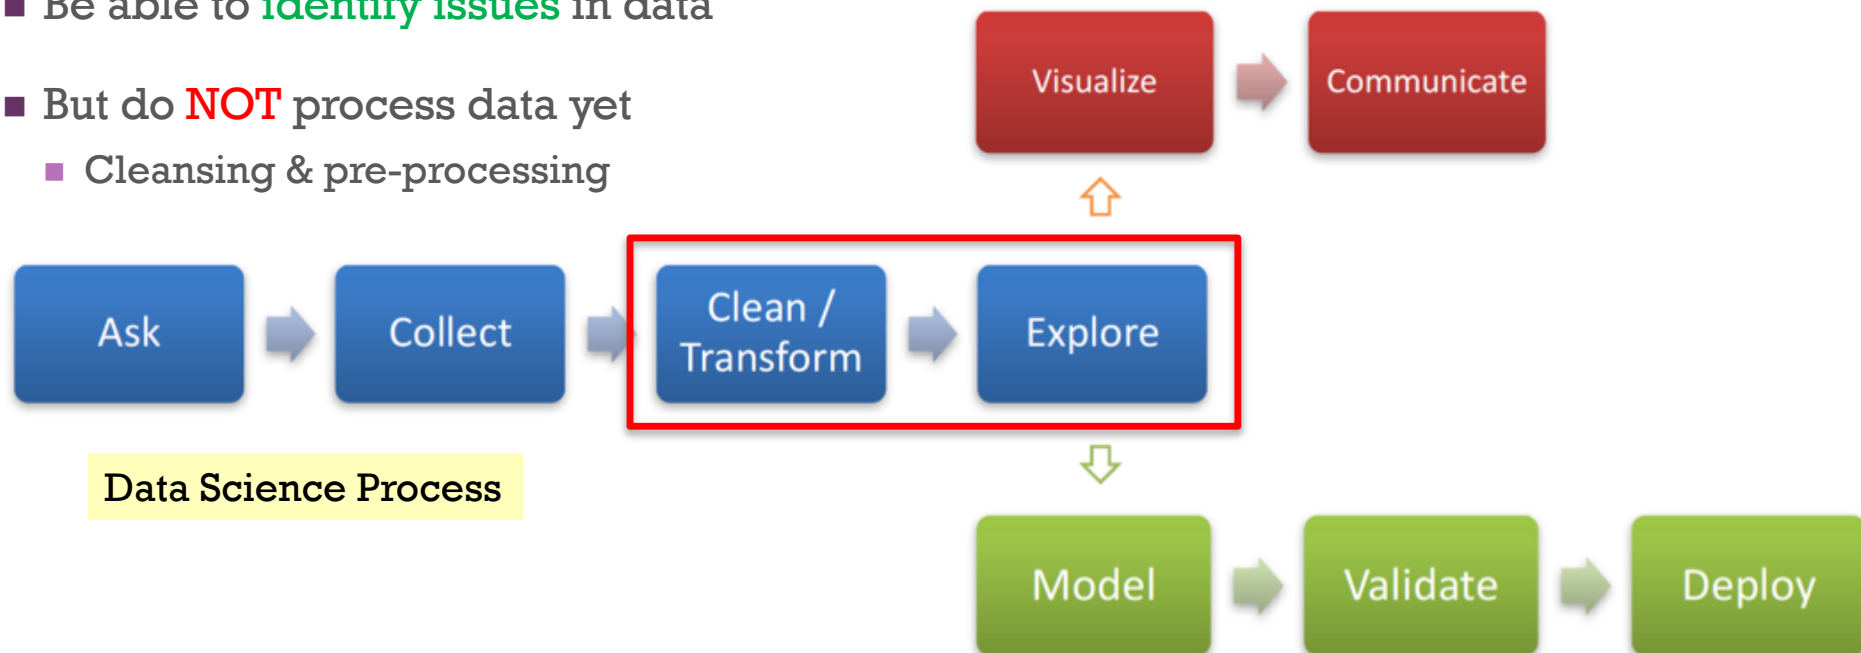 Be able to identify issues in data
But do NOT process data yet
Cleansing & pre-processing
Visualize
Communicate
Ask
Collect
Clean /
Transform
Explore
Data Science Process
Model
Validate
Deploy